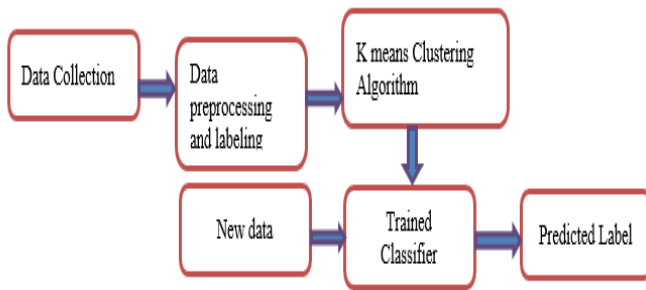 Data Collection
Data
preprocessing
and labeling
K means Clustering
Algorithm
New data
Trained
Classifier
Predicted Label